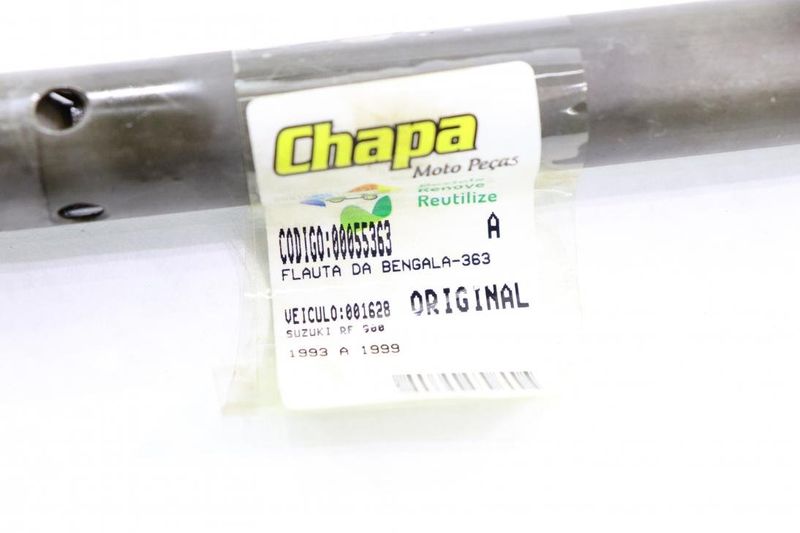 Chapa
Moto Peças
Renove
Reutilize
CODIGO:00055363 A
FLAUTA DA BENGALA-363
VEICULO:001628 ORIGINAL
SUZUKI RF 900
1993 A 1999